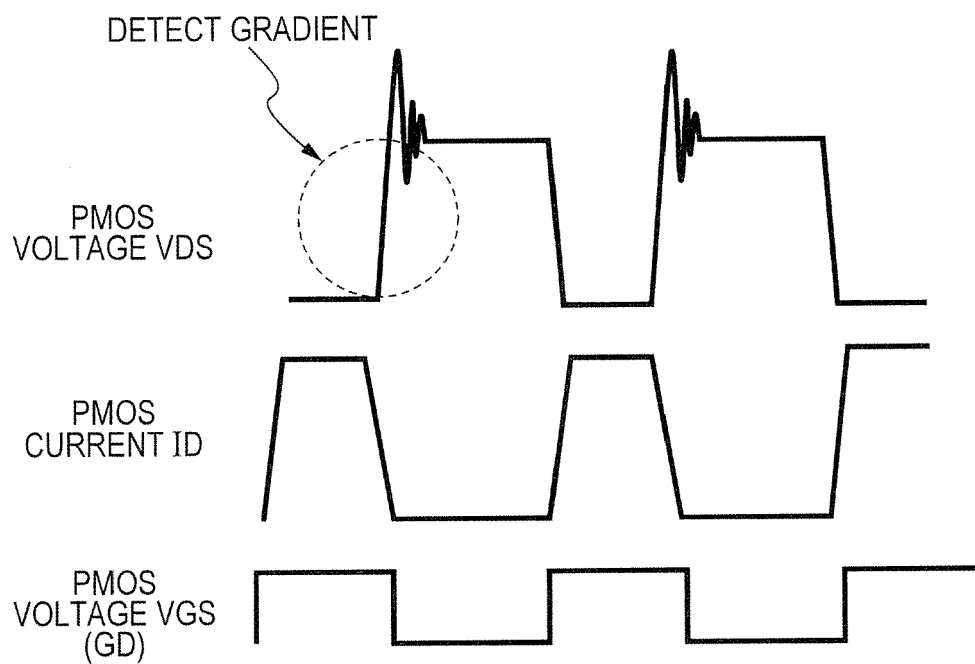 DETECT GRADIENT
PMOS
VOLTAGE VDS
PMOS
CURRENT ID
PMOS
VOLTAGE VGS
(GD)